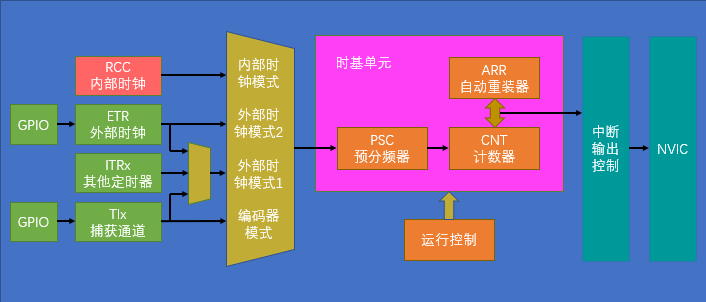 RCC
内部时钟
GPIO
ETR
外部时钟
ITRx
其他定时器
GPIO
TIx
捕获通道
内部时
钟模式
外部时
钟模式2
外部时
钟模式1
编码器
模式
时基单元
ARR
自动重装器
PSC
预分频器
CNT
计数器
运行控制
中断
输出
控制
NVIC